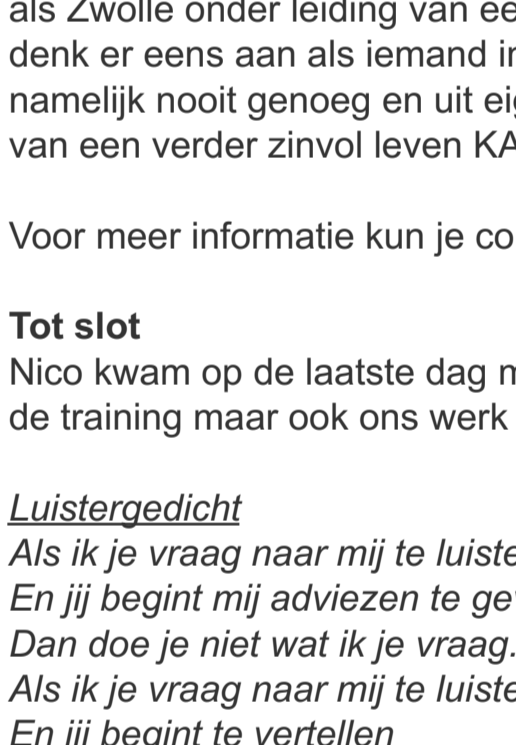 als Zwolle onder leiding van
denk er eens aan als iemand
namelijk nooit genoeg en uit
van een verder zinvol leven
Voor meer informatie kun je
Tot slot
Nico kwam op de laatste dag
de training maar ook ons werk
Luistergedicht
Als ik je vraag naar mij te
En jij begint mij adviezen te
Dan doe je niet wat ik je vraag.
Als ik je vraag naar mij te
En jij begint te vertellen